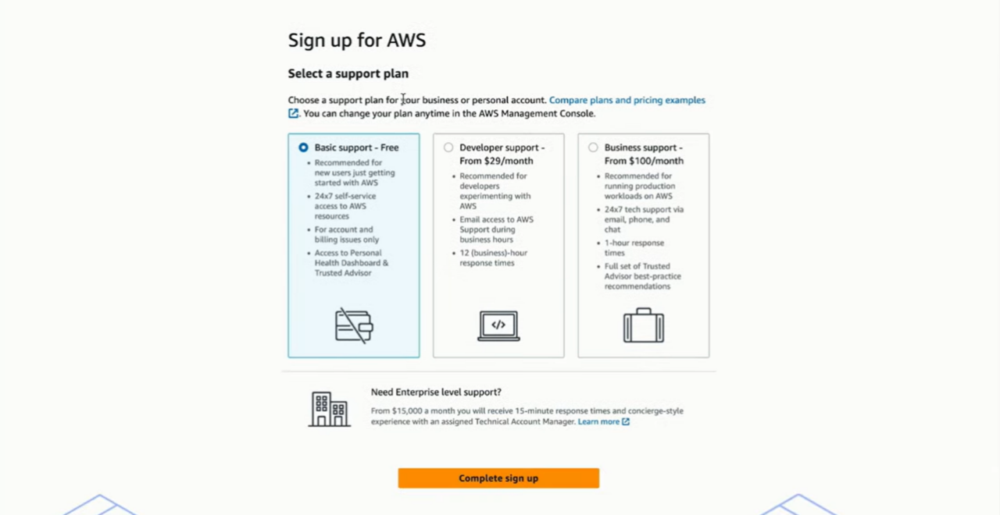 Sign up for AWS
Select a support plan
Choose a support plan for your business or personal account. Compare plans and pricing examples
. You can change your plan anytime in the AWS Management Console.
Basic support - Free
• Recommended for
new users just getting
started with AWS
• 24x7 self-service
access to AWS
resources
• For account and
billing issues only
• Access to Personal
Health Dashboard &
Trusted Advisor
Developer support -
From $29/month
• Recommended for
developers
experimenting with
AWS
• Email access to AWS
Support during
business hours
• 12 (business)-hour
response times
</>
Business support -
From $100/month
• Recommended for
running production
workloads on AWS
• 24x7 tech support via
email, phone, and
chat
• 1-hour response
times
• Full set of Trusted
Advisor best-practice
recommendations
Need Enterprise level support?
From $15,000 a month you will receive 15-minute response times and concierge-style
experience with an assigned Technical Account Manager. Learn more
Complete sign up